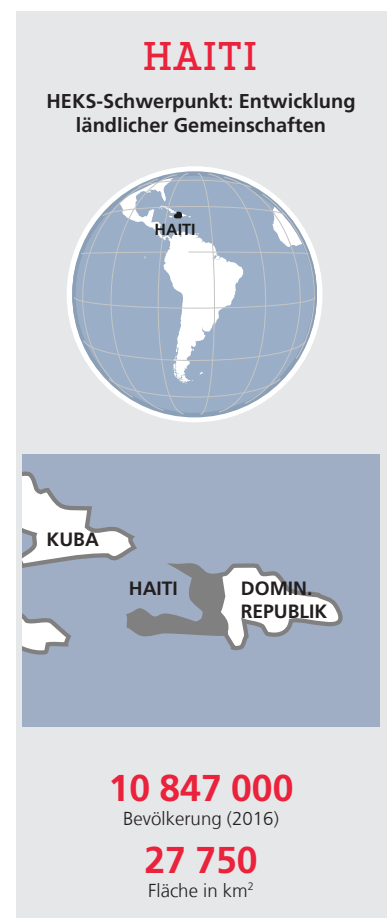 HAITI
HEKS-Schwerpunkt: Entwicklung
ländlicher Gemeinschaften
HAITI
KUBA
HAITI
DOMIN.
REPUBLIK
10 847 000
Bevölkerung (2016)
27 750
Fläche in km²